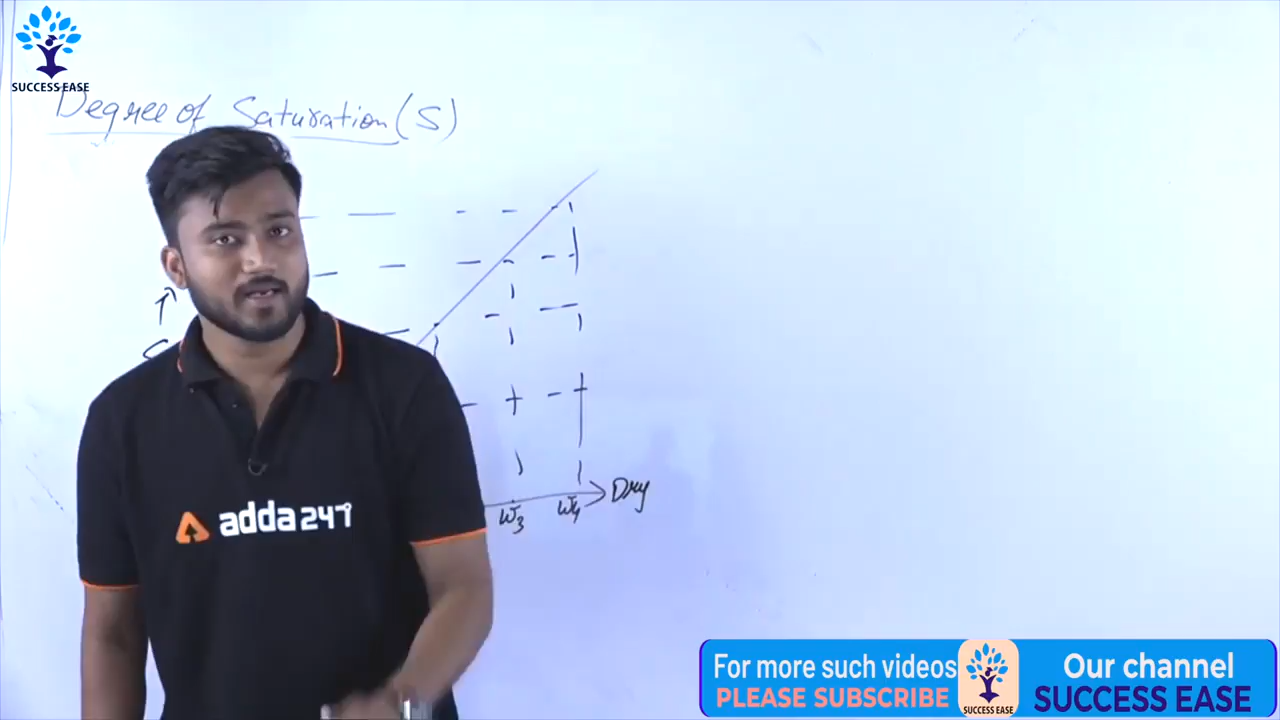 SUCCESS EASE
Degree of Saturation (S)
S
Dry
W3 W4
adda247
For more such videos
PLEASE SUBSCRIBE
SUCCESS EASE
Our channel
SUCCESS EASE